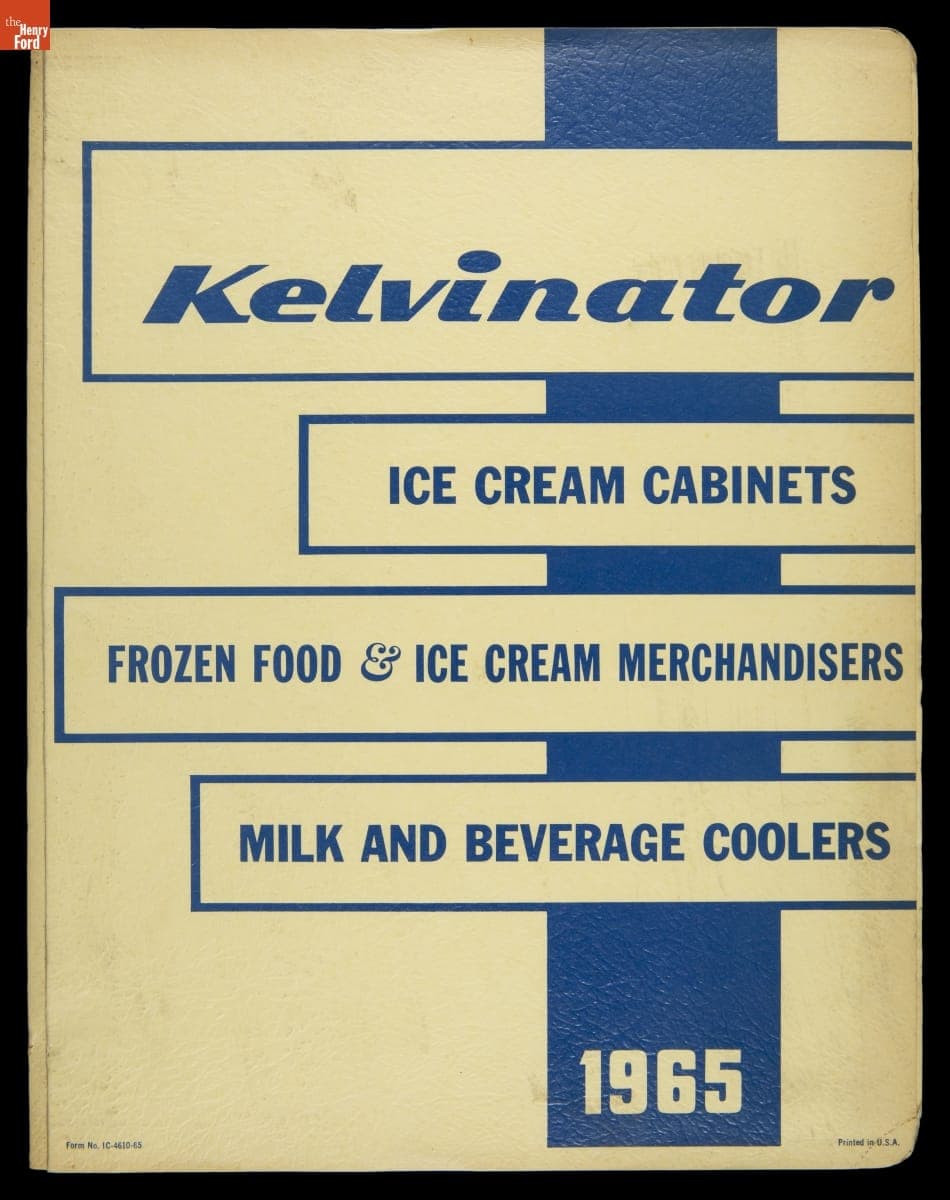 the
Henry
Ford
Kelvinator
ICE CREAM CABINETS
FROZEN FOOD & ICE CREAM MERCHANDISERS
MILK AND BEVERAGE COOLERS
1965
Form No. IC-4610-65
Printed in U.S.A.